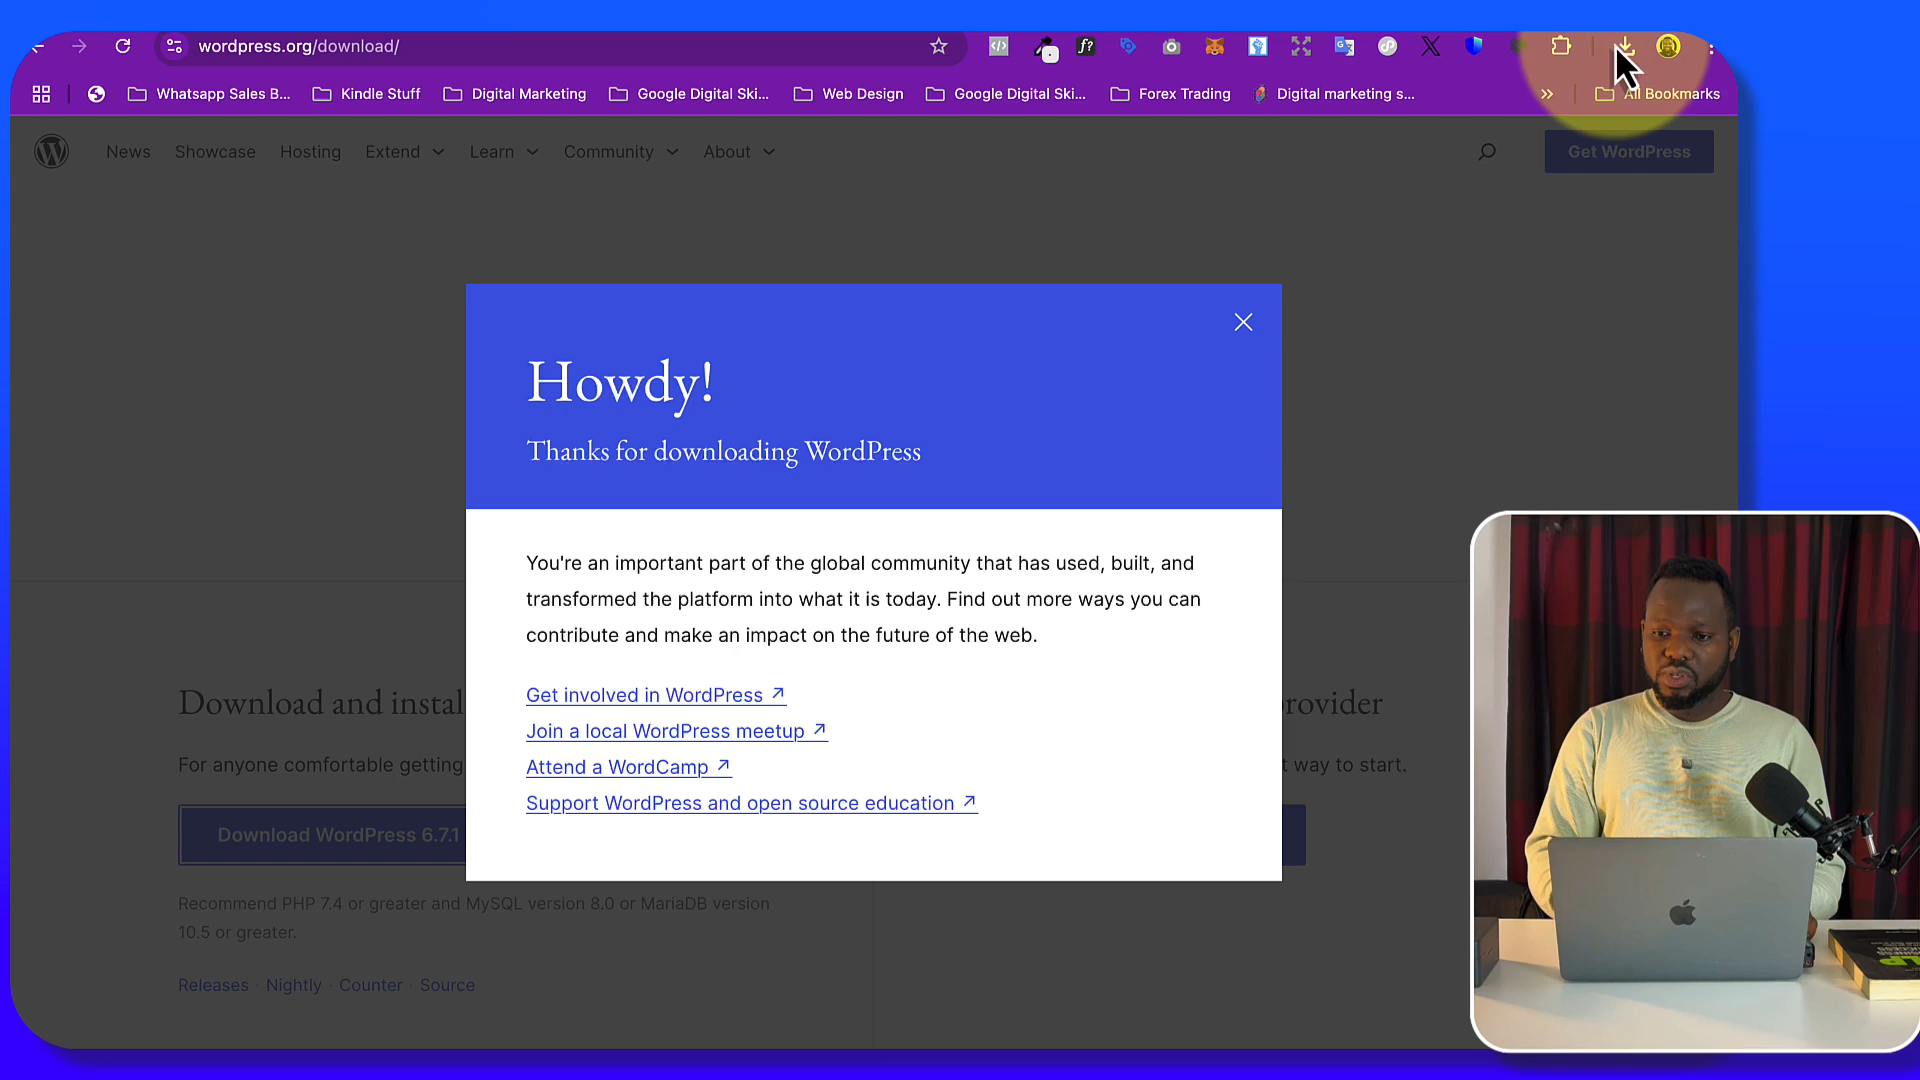 wordpress.org/download/
Whatsapp Sales B... Kindle Stuff Digital Marketing Google Digital Ski... Web Design Google Digital Ski... Forex Trading Digital marketing s... All Bookmarks
News Showcase Hosting Extend Learn Community About Get WordPress
Howdy!
Thanks for downloading WordPress
You're an important part of the global community that has used, built, and
transformed the platform into what it is today. Find out more ways you can
contribute and make an impact on the future of the web.
Get involved in WordPress ↗
Join a local WordPress meetup ↗
Attend a WordCamp ↗
Support WordPress and open source education ↗
Download and instal
rovider
For anyone comfortable getting
t way to start.
Download WordPress 6.7.1
Recommend PHP 7.4 or greater and MySQL version 8.0 or MariaDB version
10.5 or greater.
Releases · Nightly · Counter · Source